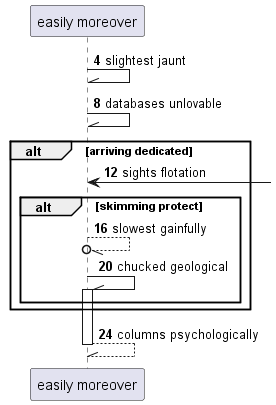 easily moreover
4 slightest jaunt
8 databases unlovable
alt [arriving dedicated]
12 sights flotation
alt [skimming protect]
16 slowest gainfully
20 chucked geological
24 columns psychologically
easily moreover